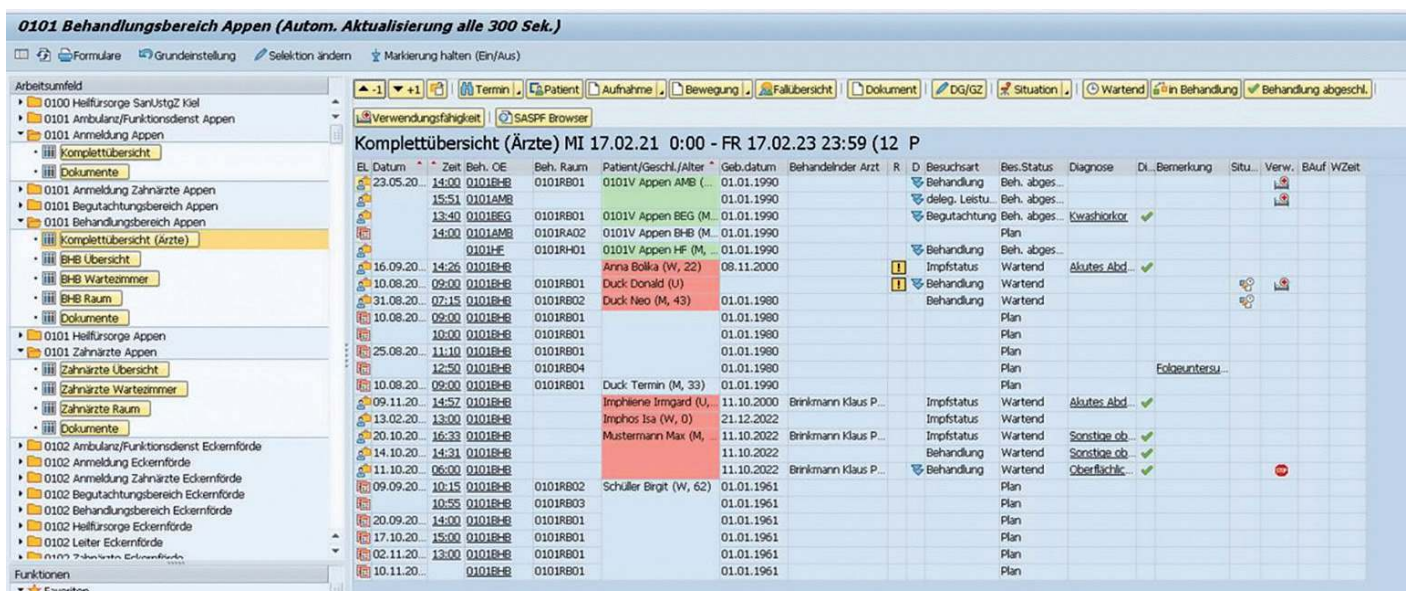 0101 Behandlungsbereich Appen (Autom. Aktualisierung alle 300 Sek.)
Formulare Grundeinstellung Selektion ändern Markierung halten (Ein/Aus)
Arbeitsumfeld
0100 Heilfürsorge SanUstgZ Kiel
0101 Ambulanz/Funktionsdienst Appen
0101 Anmeldung Appen
Komplettübersicht
Dokumente
0101 Anmeldung Zahnärzte Appen
0101 Begutachtungsbereich Appen
0101 Behandlungsbereich Appen
Komplettübersicht (Ärzte)
BHB Übersicht
BHB Wartezimmer
BHB Raum
Dokumente
0101 Heilfürsorge Appen
0101 Zahnärzte Appen
Zahnärzte Übersicht
Zahnärzte Wartezimmer
Zahnärzte Raum
Dokumente
0102 Ambulanz/Funktionsdienst Eckernförde
0102 Anmeldung Eckernförde
0102 Anmeldung Zahnärzte Eckernförde
0102 Begutachtungsbereich Eckernförde
0102 Behandlungsbereich Eckernförde
0102 Heilfürsorge Eckernförde
0102 Leiter Eckernförde
0102 Zahnärzte Eckernförde
Funktionen
Favoriten
-1 +1 Termin Patient Aufnahme Bewegung Fallübersicht Dokument DG/GZ Situation Wartend in Behandlung Behandlung abgeschl.
Verwendungsfähigkeit SASPF Browser
Komplettübersicht (Ärzte) MI 17.02.21 0:00 - FR 17.02.23 23:59 (12 P
EL Datum Zeit Beh. OE Beh. Raum Patient/Geschl./Alter Geb.datum Behandelnder Arzt R D Besuchsart Bes.Status Diagnose Di... Bemerkung Situ... Verw. BAuf WZeit
23.05.20... 14:00 0101BHB 0101RB01 0101V Appen AMB (... 01.01.1990 Behandlung Beh. abges...
15:51 0101AMB 01.01.1990 deleg. Leistu... Beh. abges...
13:40 0101BEG 0101RB01 0101V Appen BEG (M... 01.01.1990 Begutachtung Beh. abges... Kwashiorkor
14:00 0101AMB 0101RA02 0101V Appen BHB (M... 01.01.1990 Plan
0101HF 0101RH01 0101V Appen HF (M, ... 01.01.1990 Behandlung Beh. abges...
16.09.20... 14:26 0101BHB Anna Bolika (W, 22) 08.11.2000 Impfstatus Wartend Akutes Abd...
10.08.20... 09:00 0101BHB 0101RB01 Duck Donald (U) Behandlung Wartend
31.08.20... 07:15 0101BHB 0101RB02 Duck Neo (M, 43) 01.01.1980 Behandlung Wartend
10.08.20... 09:00 0101BHB 0101RB01 01.01.1980 Plan
10:00 0101BHB 0101RB01 01.01.1980 Plan
25.08.20... 11:10 0101BHB 0101RB01 01.01.1980 Plan
12:50 0101BHB 0101RB04 01.01.1980 Plan Folgeuntersu...
10.08.20... 09:00 0101BHB 0101RB01 Duck Termin (M, 33) 01.01.1990 Plan
09.11.20... 14:57 0101BHB Imphiene Irmgard (U, ... 11.10.2000 Brinkmann Klaus P... Impfstatus Wartend Akutes Abd...
13.02.20... 13:00 0101BHB Imphos Isa (W, 0) 21.12.2022 Impfstatus Wartend
20.10.20... 16:33 0101BHB Mustermann Max (M, ... 11.10.2022 Brinkmann Klaus P... Impfstatus Wartend Sonstige ob...
14.10.20... 14:31 0101BHB 11.10.2022 Behandlung Wartend Sonstige ob...
11.10.20... 06:00 0101BHB 11.10.2022 Brinkmann Klaus P... Behandlung Wartend Oberflächlic...
09.09.20... 10:15 0101BHB 0101RB02 Schüller Birgit (W, 62) 01.01.1961 Plan
10:55 0101BHB 0101RB03 01.01.1961 Plan
20.09.20... 14:00 0101BHB 0101RB01 01.01.1961 Plan
17.10.20... 15:00 0101BHB 0101RB01 01.01.1961 Plan
02.11.20... 13:00 0101BHB 0101RB01 01.01.1961 Plan
10.11.20... 0101BHB 0101RB01 01.01.1961 Plan